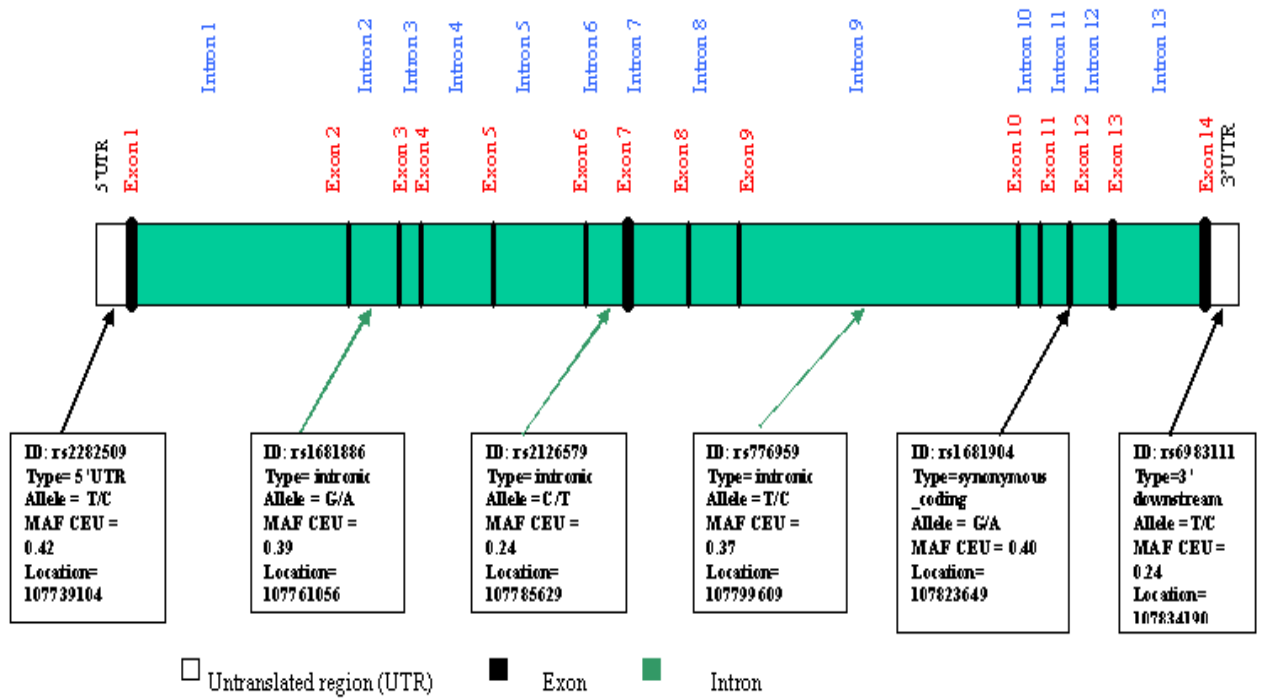 Intron 1
Intron 2
Intron 3
Intron 4
Intron 5
Intron 6
Intron 7
Intron 8
Intron 9
Intron 10
Intron 11
Intron 12
Intron 13
5'UTR
Exon 1
Exon 2
Exon 3
Exon 4
Exon 5
Exon 6
Exon 7
Exon 8
Exon 9
Exon 10
Exon 11
Exon 12
Exon 13
Exon 14
3'UTR
ID: rs2282509
Type= 5'UTR
Allele = T/C
MAF CEU =
0.42
Location=
107739104
ID: rs1681886
Type= intronic
Allele = G/A
MAF CEU =
0.39
Location=
107761056
ID: rs2126579
Type= intronic
Allele =C/T
MAF CEU =
0.24
Location=
107785629
ID: rs776959
Type= intronic
Allele = T/C
MAF CEU =
0.37
Location=
107799609
ID: rs1681904
Type=synonymous
_coding
Allele = G/A
MAF CEU = 0.40
Location=
107823649
ID: rs6983111
Type=3'
downstream
Allele = T/C
MAF CEU =
0.24
Location=
107834190
Untranslated region (UTR)
Exon
Intron